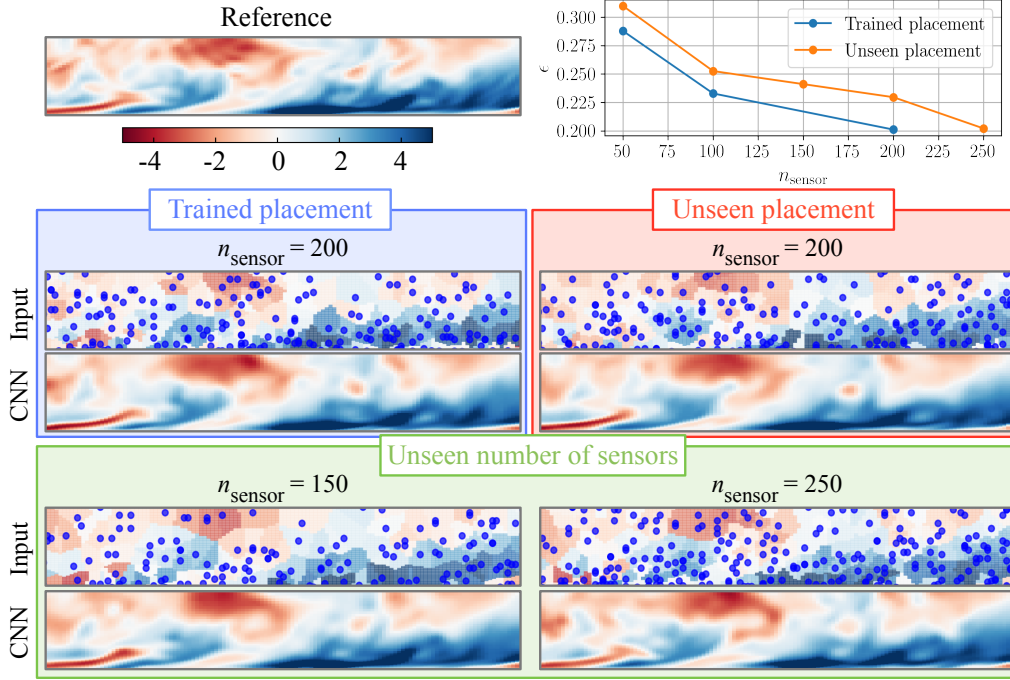 Reference
-4 -2 0 2 4
ϵ
0.300
0.275
0.250
0.225
0.200
50 75 100 125 150 175 200 225 250
n_sensor
Trained placement
Unseen placement
Trained placement
n_sensor = 200
Input
CNN
Unseen placement
n_sensor = 200
Unseen number of sensors
n_sensor = 150
n_sensor = 250
Input
CNN